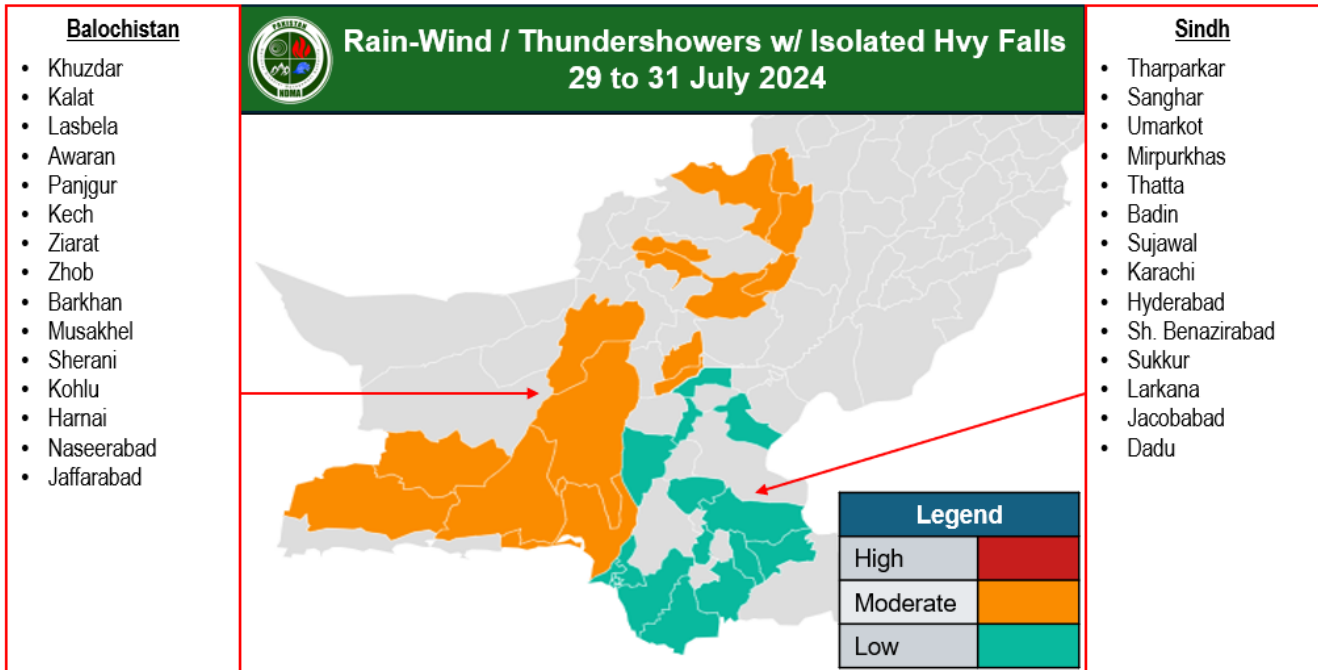 Balochistan
• Khuzdar
• Kalat
• Lasbela
• Awaran
• Panjgur
• Kech
• Ziarat
• Zhob
• Barkhan
• Musakhel
• Sherani
• Kohlu
• Harnai
• Naseerabad
• Jaffarabad
PAKISTAN
NDMA
Rain-Wind / Thundershowers w/ Isolated Hvy Falls
29 to 31 July 2024
Sindh
• Tharparkar
• Sanghar
• Umarkot
• Mirpurkhas
• Thatta
• Badin
• Sujawal
• Karachi
• Hyderabad
• Sh. Benazirabad
• Sukkur
• Larkana
• Jacobabad
• Dadu
Legend
High
Moderate
Low